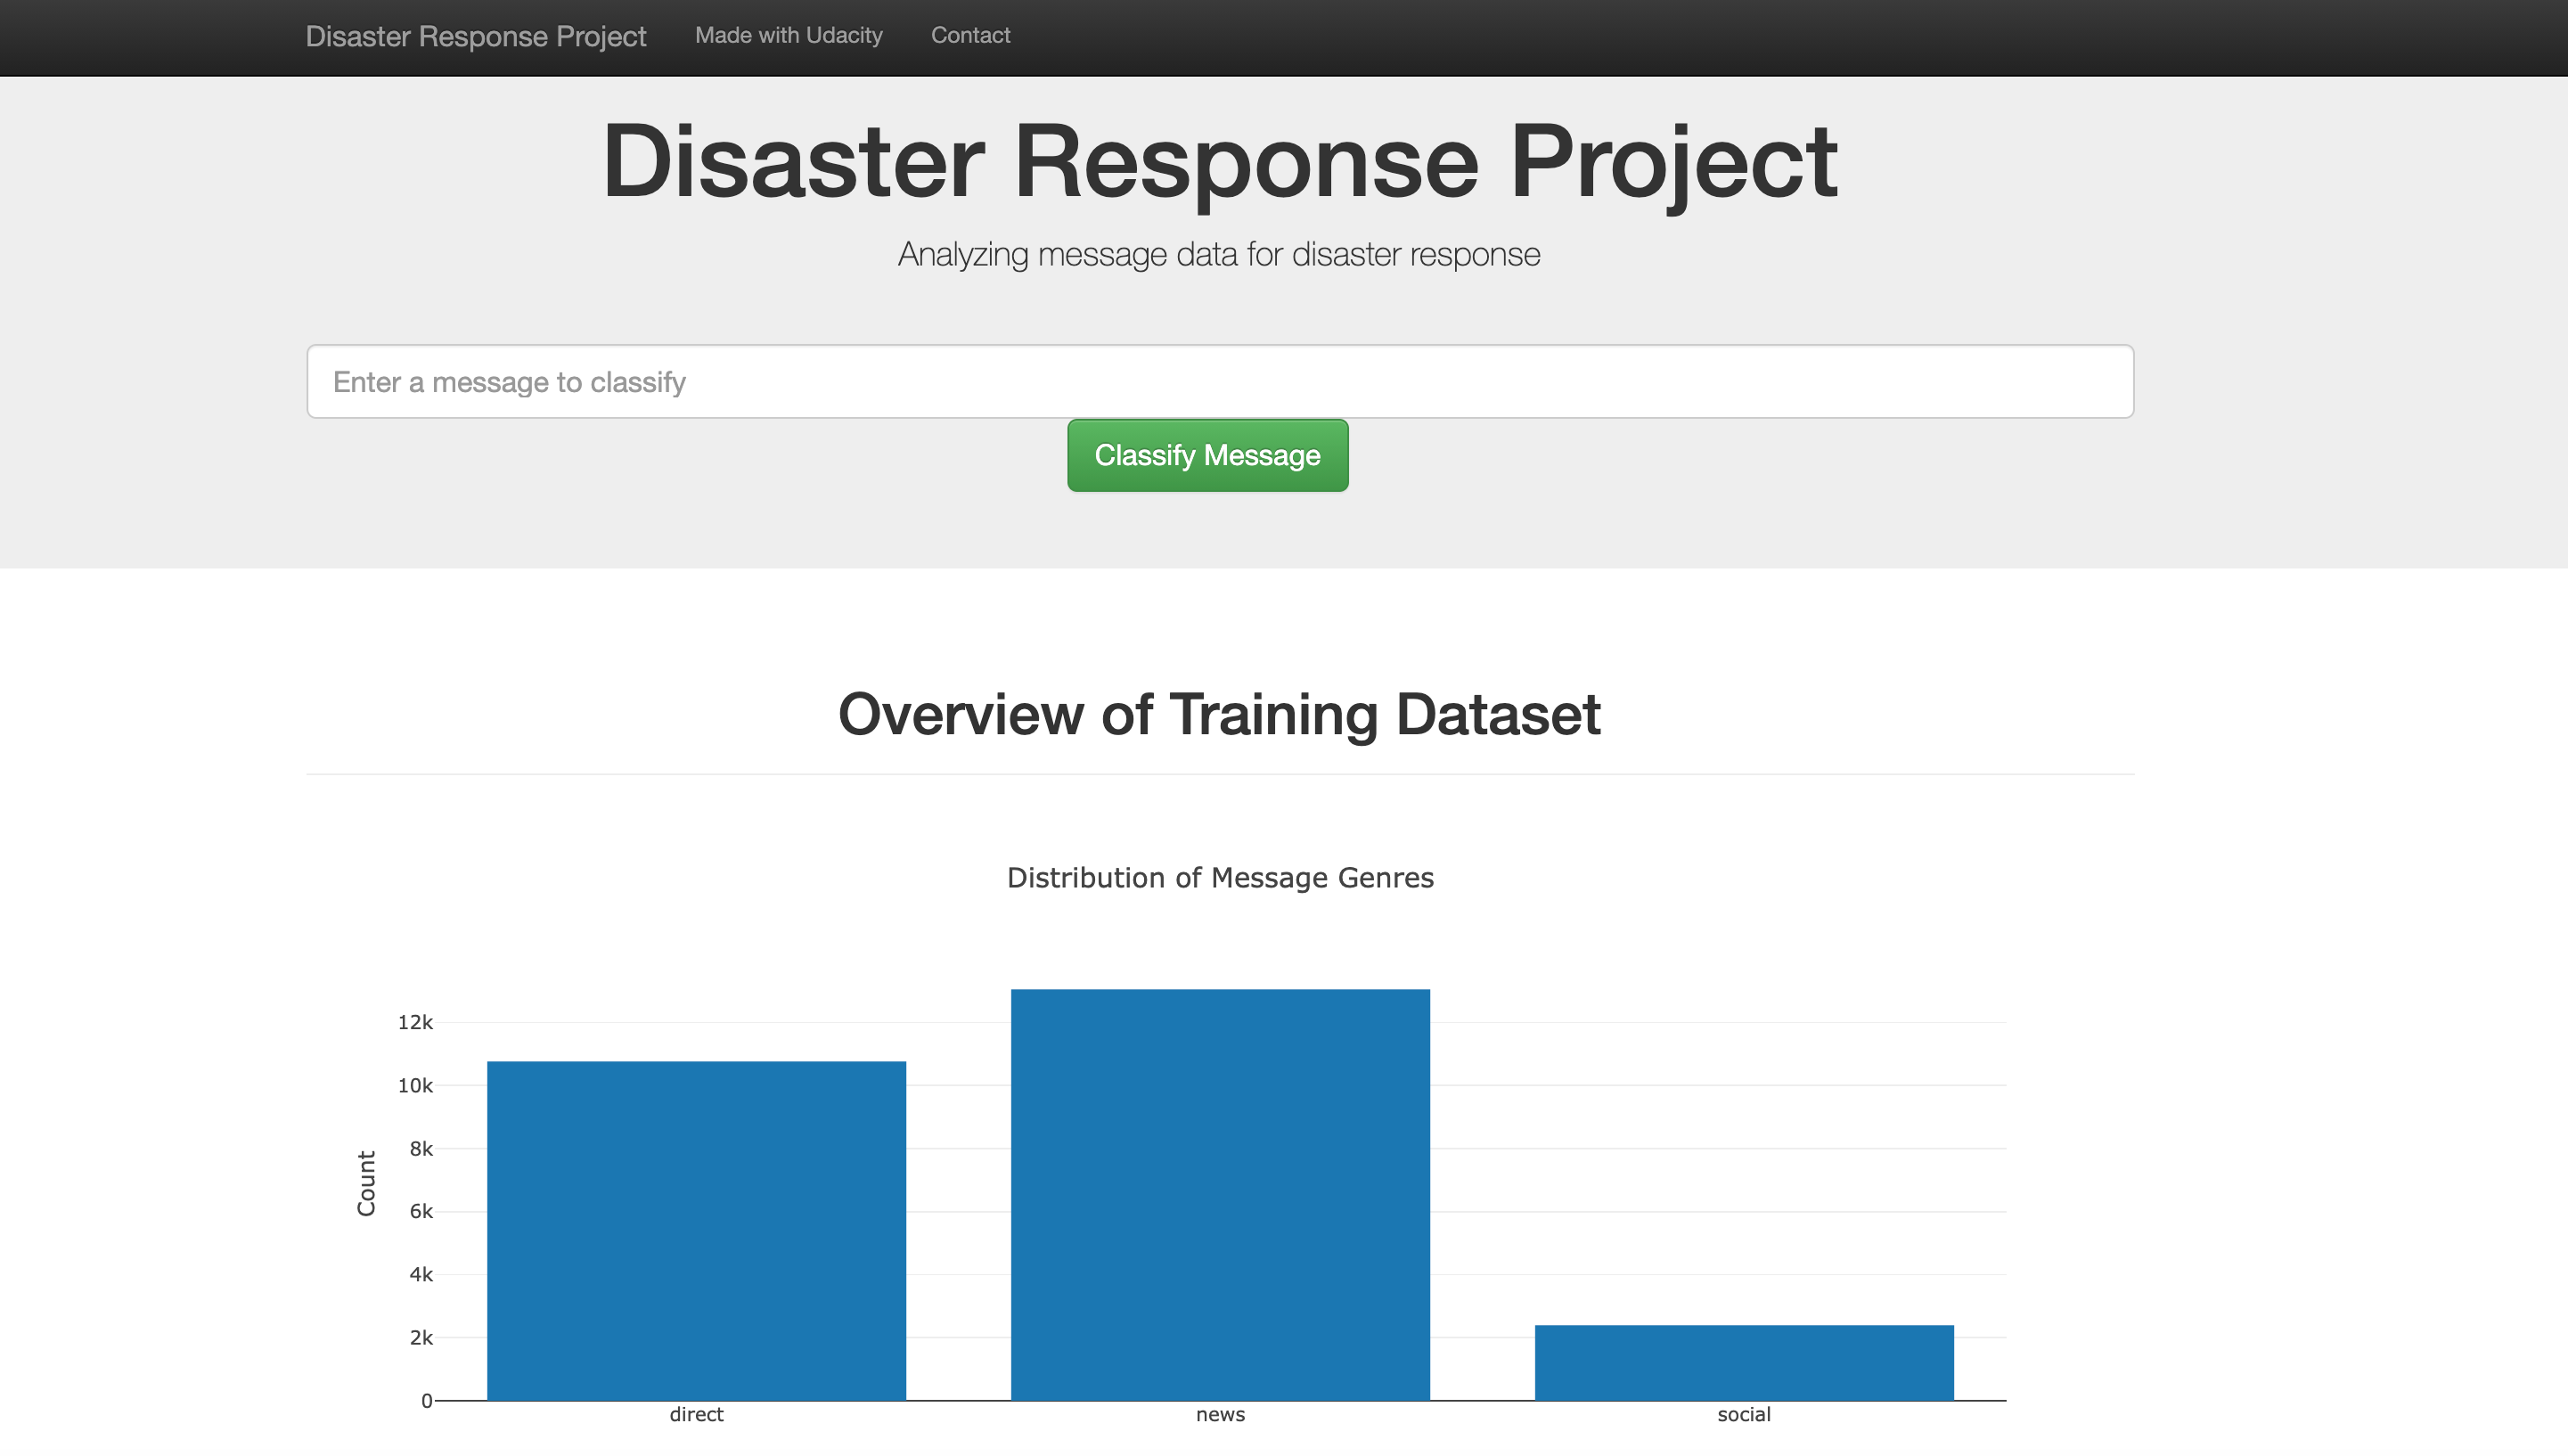 Disaster Response Project Made with Udacity Contact
Disaster Response Project
Analyzing message data for disaster response
Enter a message to classify
Classify Message
Overview of Training Dataset
Distribution of Message Genres
12k
10k
8k
6k
4k
2k
0
Count
direct news social